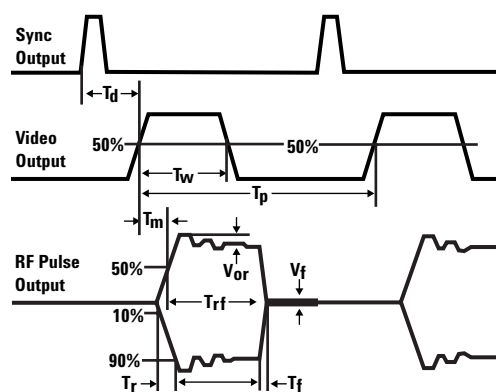 Sync
Output
Td
Video
Output
50%
50%
Tw
Tp
Tm
RF Pulse
Output
50%
Vor
Vf
Trf
10%
90%
Tr
Tf